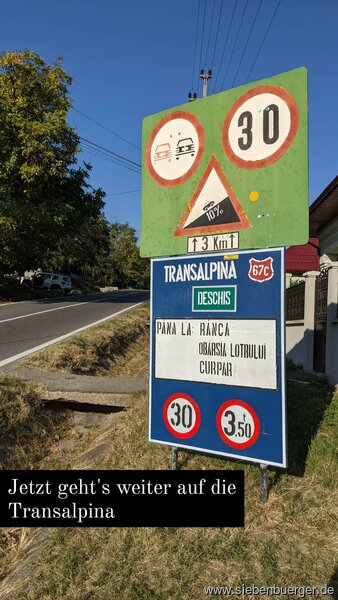 30
10%
↑ 3 Km ↑
TRANSALPINA
67C
DESCHIS
PANA LA: RÂNCA
OBARSIA LOTRULUI
CURPAR
30
3,50 t
Jetzt geht's weiter auf die
Transalpina
www.siebenbuerger.de